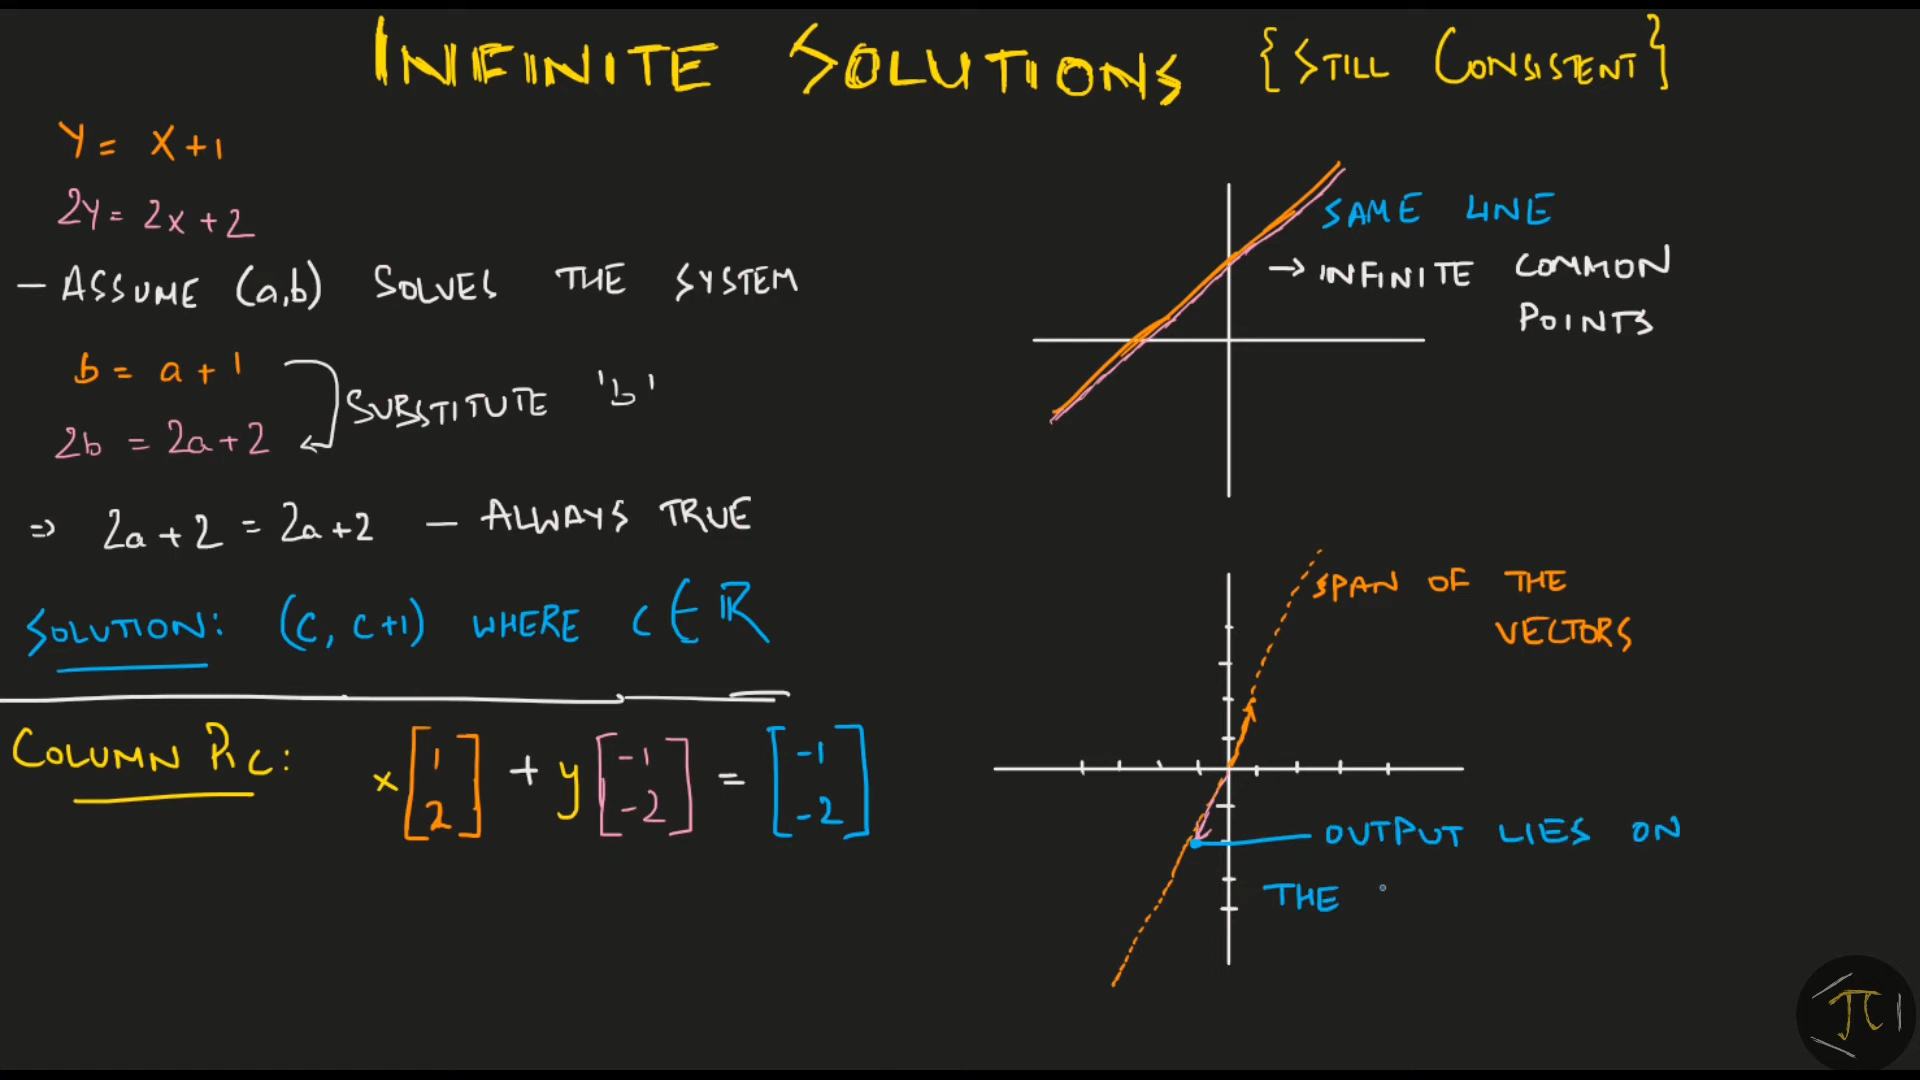 INFINITE SOLUTIONS {STILL CONSISTENT}
Y = X+1
2Y = 2X+2
- ASSUME (a,b) SOLVES THE SYSTEM
b = a+1
2b = 2a+2
SUBSTITUTE 'b'
⇒ 2a+2 = 2a+2 - ALWAYS TRUE
SOLUTION: (C, C+1) WHERE C ∈ ℝ
SAME LINE
→ INFINITE COMMON
POINTS
COLUMN PIC: x[1 2] + y[-1 -2] = [-1 -2]
SPAN OF THE
VECTORS
OUTPUT LIES ON
THE
π